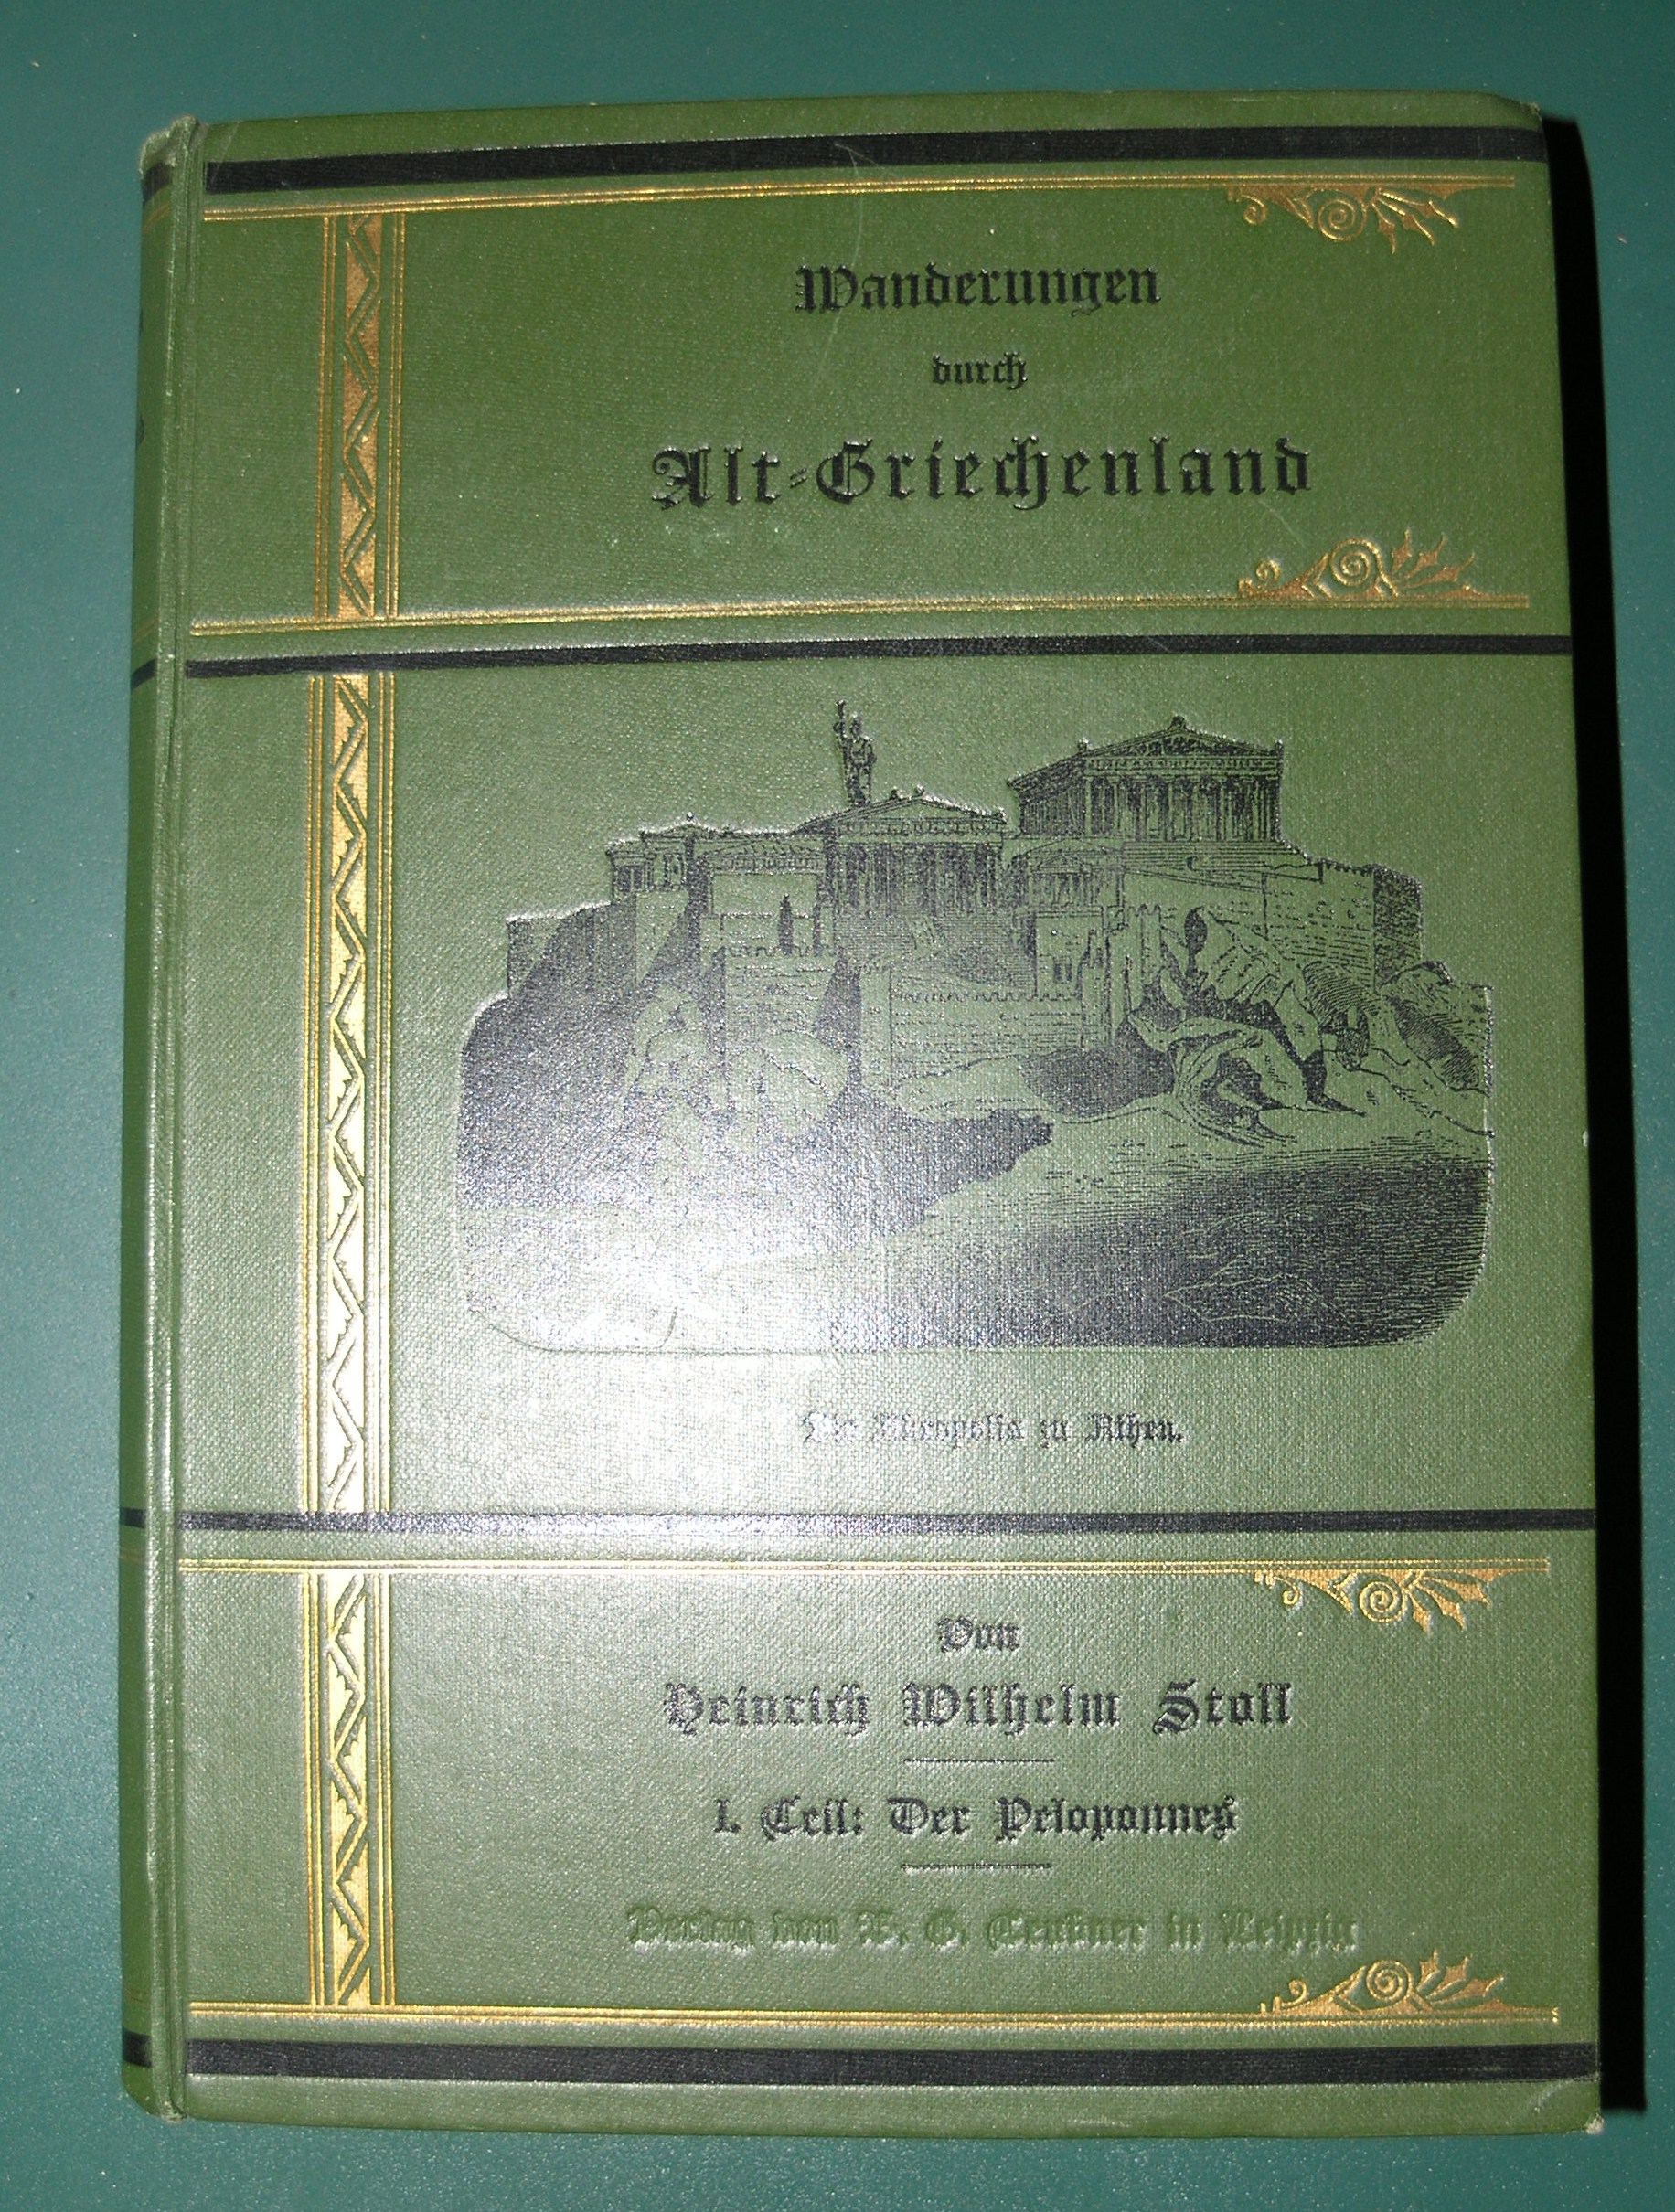 Wanderungen
durch
Alt-Griechenland
Die Akropolis zu Athen.
Von
Heinrich Wilhelm Stoll
I. Teil: Der Peloponnes
Verlag von B. G. Teubner in Leipzig